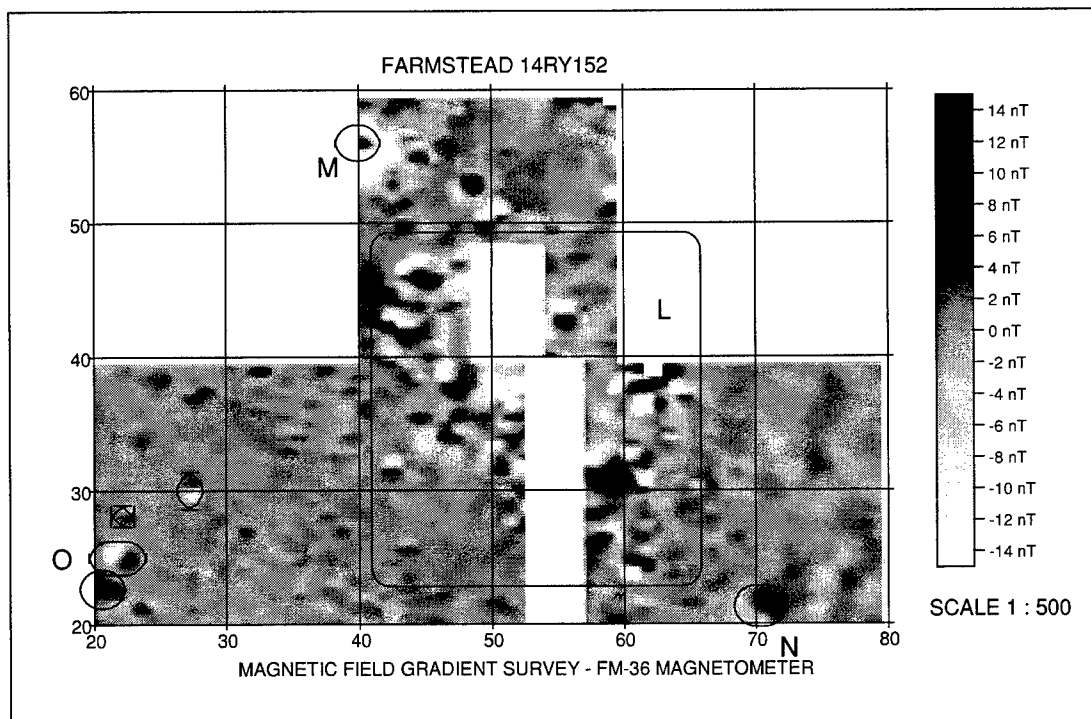 FARMSTEAD 14RY152
60
50
40
30
20
M
L
O
N
20 30 40 50 60 70 80
MAGNETIC FIELD GRADIENT SURVEY - FM-36 MAGNETOMETER
14 nT
12 nT
10 nT
8 nT
6 nT
4 nT
2 nT
0 nT
-2 nT
-4 nT
-6 nT
-8 nT
-10 nT
-12 nT
-14 nT
SCALE 1 : 500